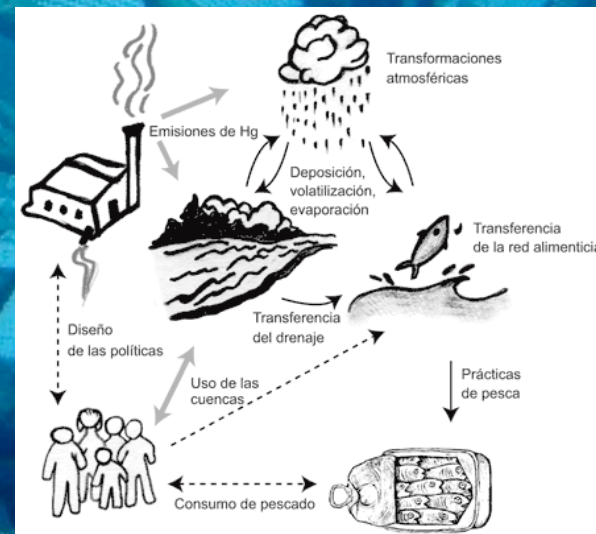 Transformaciones
atmosféricas
Emisiones de Hg
Deposición,
volatilización,
evaporación
Transferencia
de la red alimenticia
Transferencia
del drenaje
Diseño
de las políticas
Uso de las
cuencas
Prácticas
de pesca
Consumo de pescado